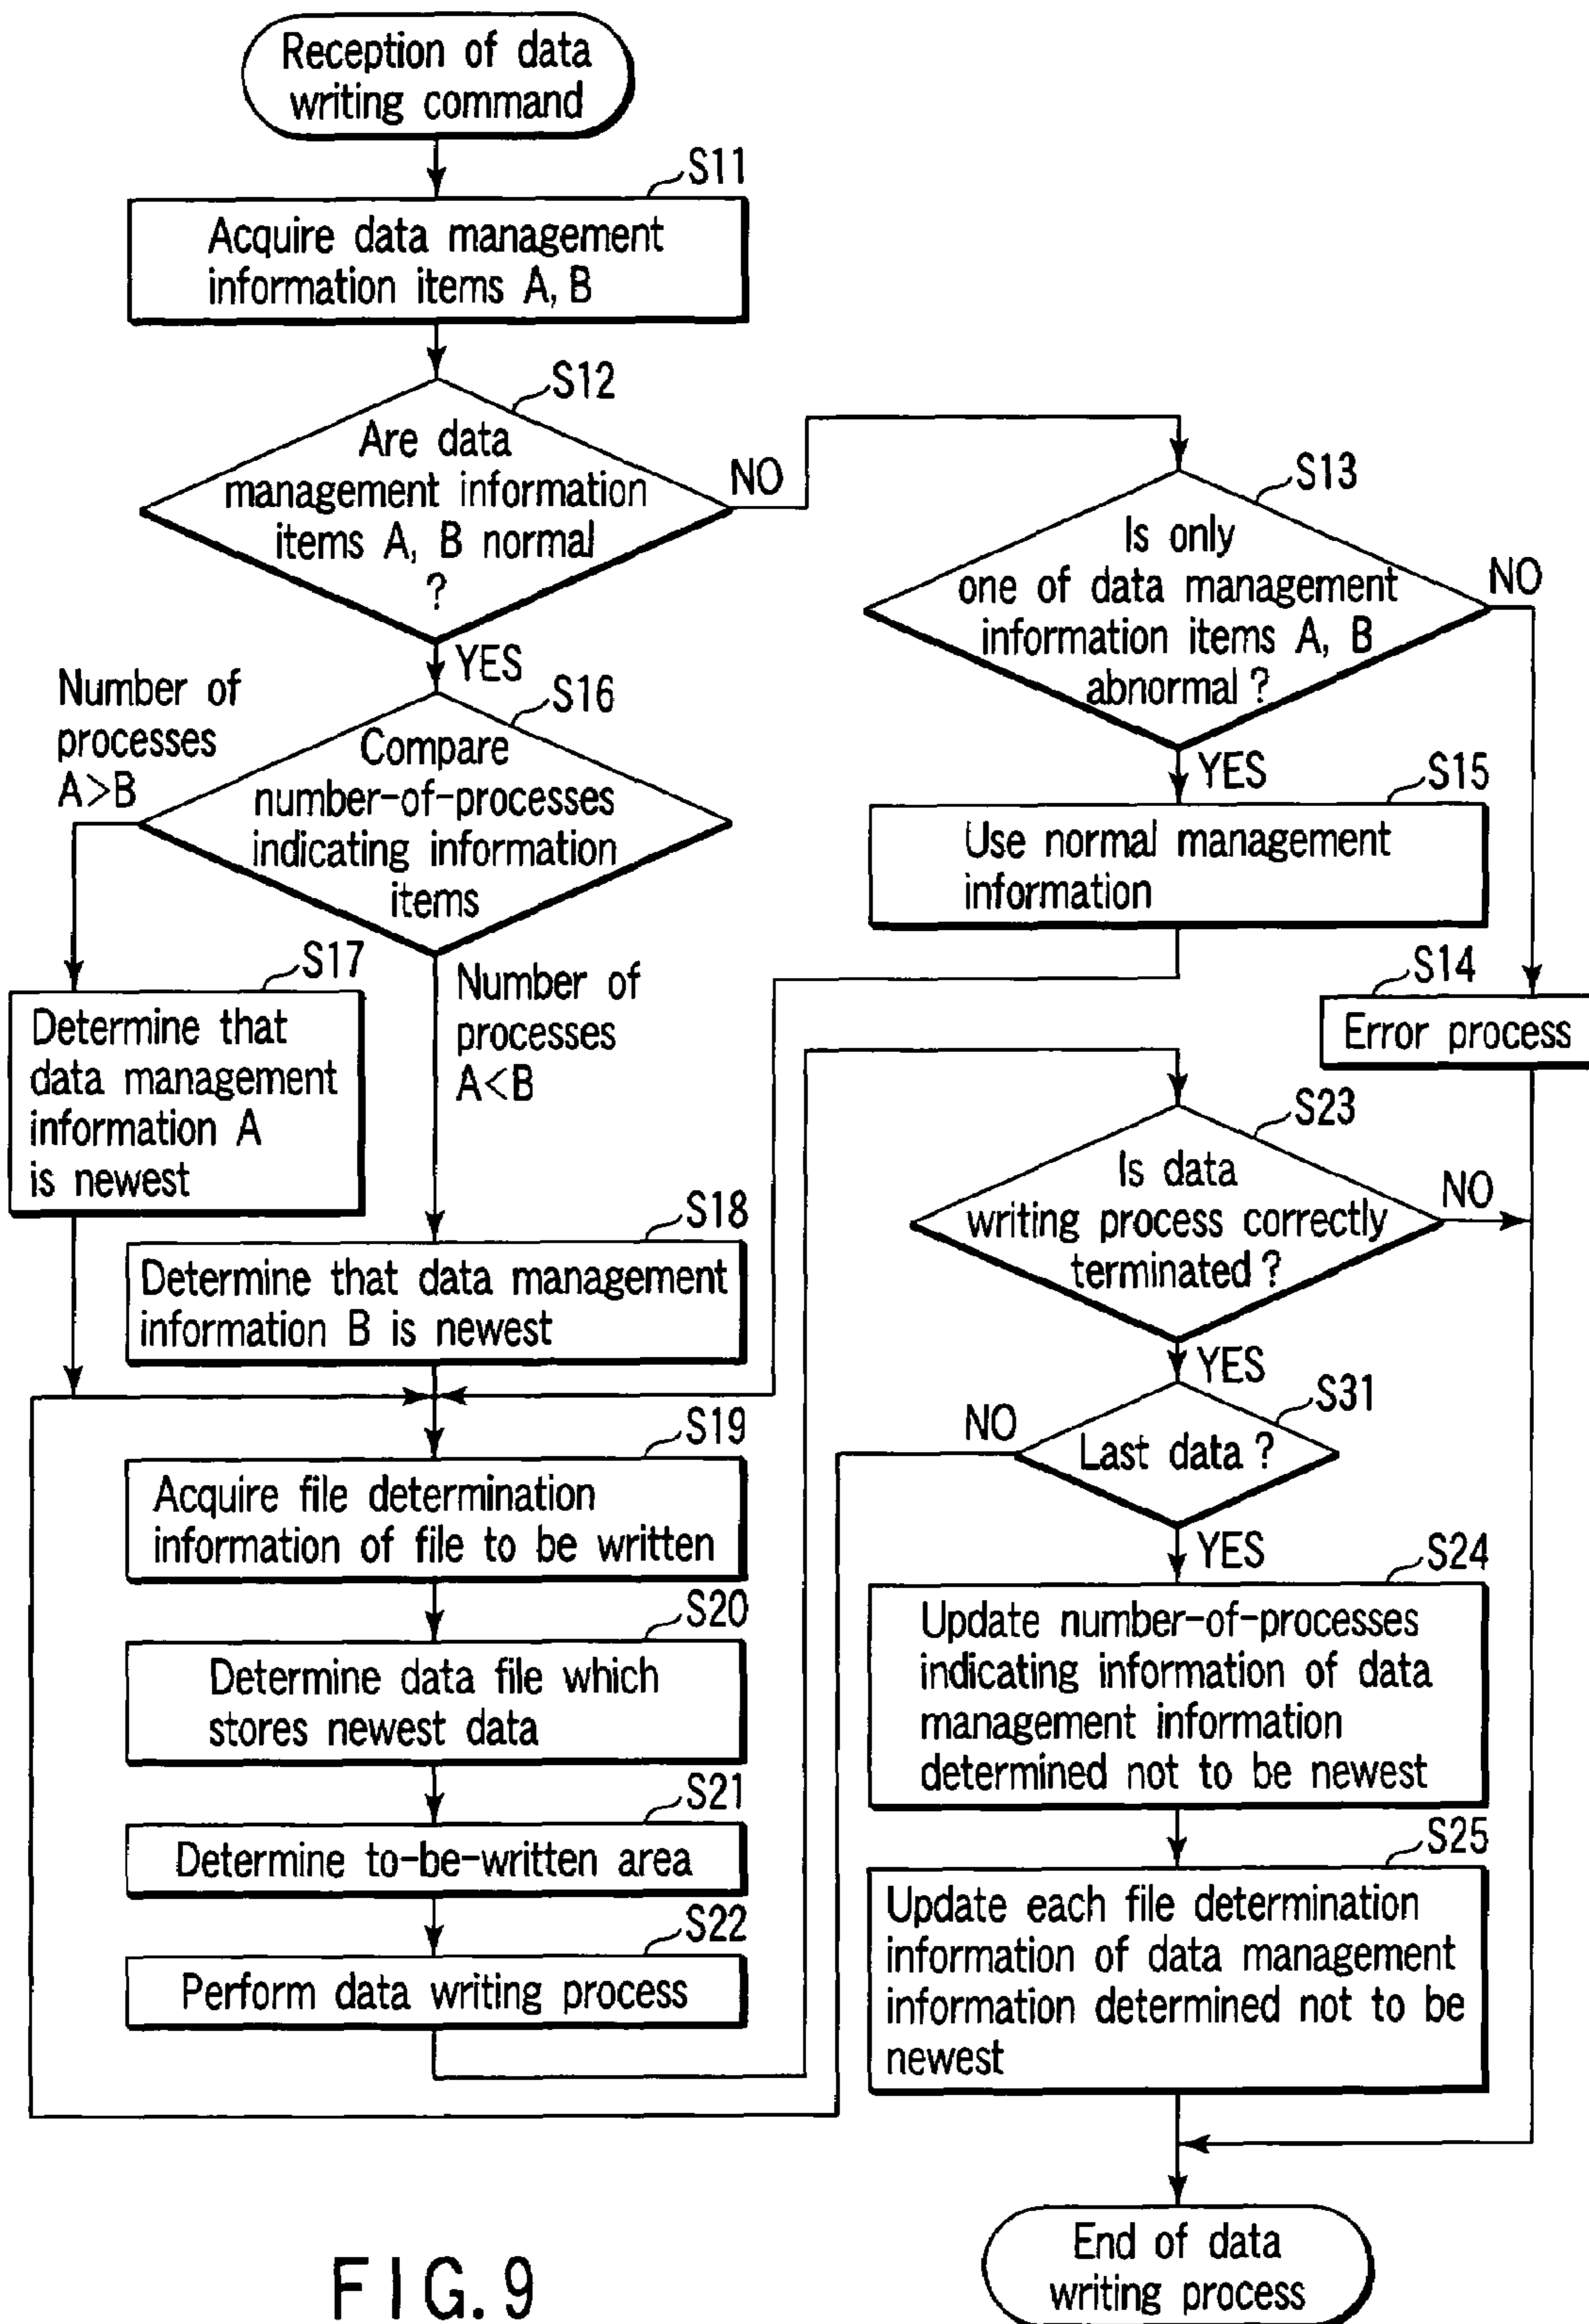 Reception of data
writing command
S11
Acquire data management
information items A, B
S12
Are data
management information
items A, B normal
?
NO
YES
S13
Is only
one of data management
information items A, B
abnormal ?
NO
YES
S15
Use normal management
information
S14
Error process
S16
Compare
number-of-processes
indicating information
items
Number of
processes
A>B
Number of
processes
A<B
S17
Determine that
data management
information A
is newest
S18
Determine that data management
information B is newest
S19
Acquire file determination
information of file to be written
S20
Determine data file which
stores newest data
S21
Determine to-be-written area
S22
Perform data writing process
S23
Is data
writing process correctly
terminated ?
NO
YES
S31
Last data ?
NO
YES
S24
Update number-of-processes
indicating information of data
management information
determined not to be newest
S25
Update each file determination
information of data management
information determined not to be
newest
End of data
writing process
FIG. 9